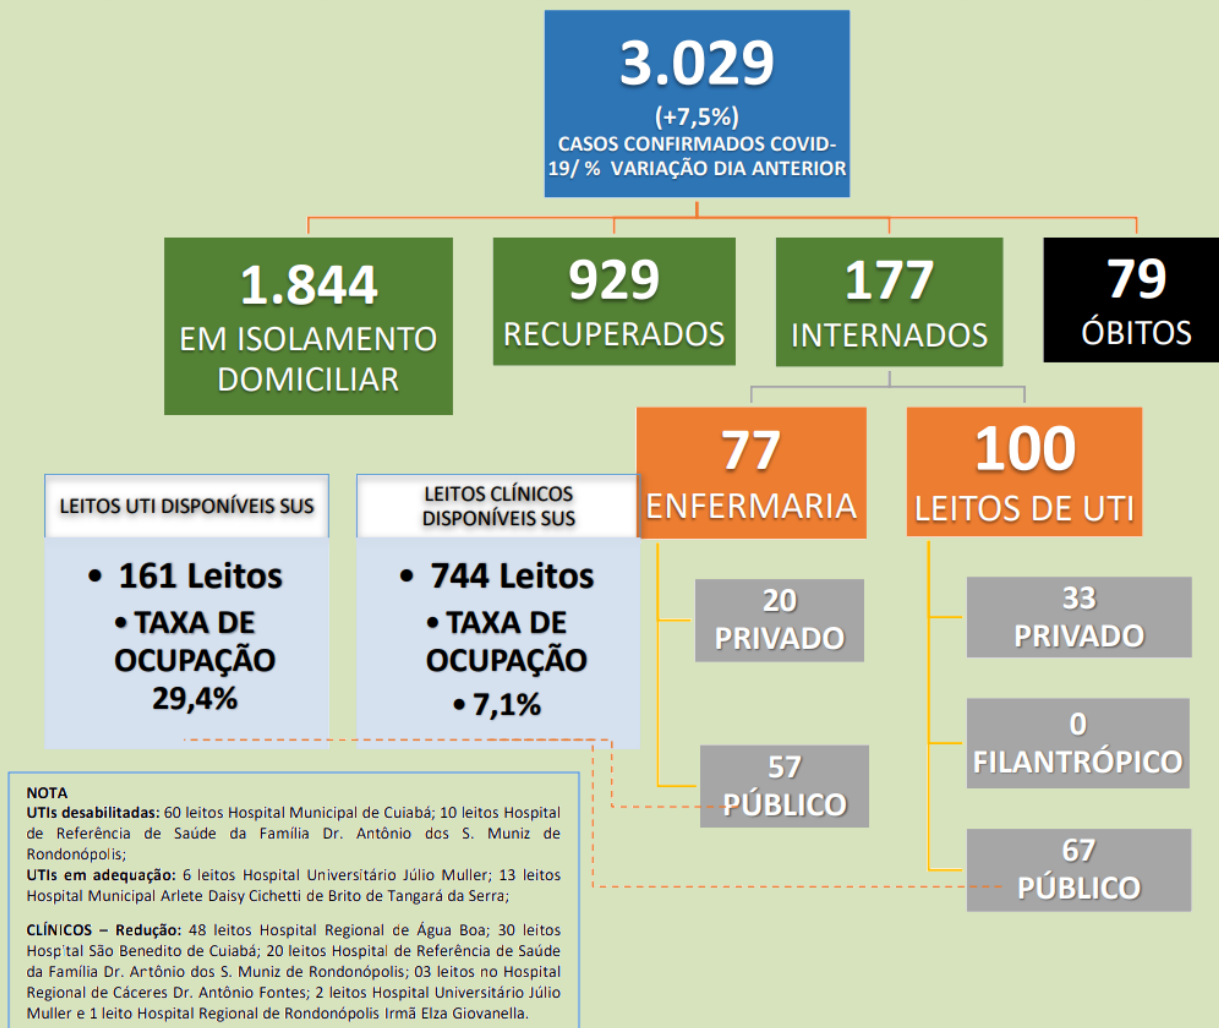 3.029
(+7,5%)
CASOS CONFIRMADOS COVID-
19/ % VARIAÇÃO DIA ANTERIOR
1.844
EM ISOLAMENTO
DOMICILIAR
929
RECUPERADOS
177
INTERNADOS
79
ÓBITOS
77
ENFERMARIA
100
LEITOS DE UTI
LEITOS UTI DISPONÍVEIS SUS
• 161 Leitos
• TAXA DE
OCUPAÇÃO
29,4%
LEITOS CLÍNICOS
DISPONÍVEIS SUS
• 744 Leitos
• TAXA DE
OCUPAÇÃO
• 7,1%
20
PRIVADO
57
PÚBLICO
33
PRIVADO
0
FILANTRÓPICO
67
PÚBLICO
NOTA
UTIs desabilitadas: 60 leitos Hospital Municipal de Cuiabá; 10 leitos Hospital
de Referência de Saúde da Família Dr. Antônio dos S. Muniz de
Rondonópolis;
UTIs em adequação: 6 leitos Hospital Universitário Júlio Muller; 13 leitos
Hospital Municipal Arlete Daisy Cichetti de Brito de Tangará da Serra;
CLÍNICOS – Redução: 48 leitos Hospital Regional de Água Boa; 30 leitos
Hospital São Benedito de Cuiabá; 20 leitos Hospital de Referência de Saúde
da Família Dr. Antônio dos S. Muniz de Rondonópolis; 03 leitos no Hospital
Regional de Cáceres Dr. Antônio Fontes; 2 leitos Hospital Universitário Júlio
Muller e 1 leito Hospital Regional de Rondonópolis Irmã Elza Giovanella.